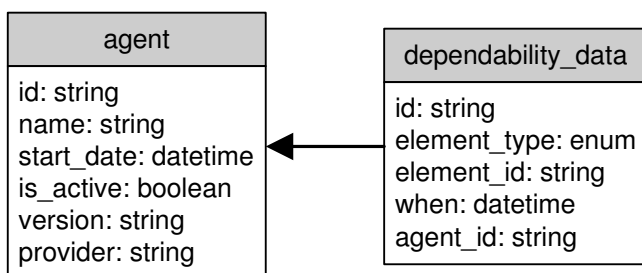 agent
id: string
name: string
start_date: datetime
is_active: boolean
version: string
provider: string
dependability_data
id: string
element_type: enum
element_id: string
when: datetime
agent_id: string